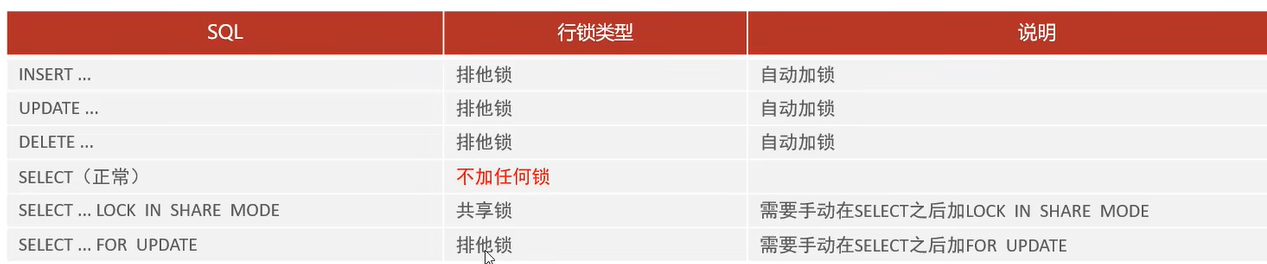 SQL 行锁类型 说明
INSERT ... 排他锁 自动加锁
UPDATE ... 排他锁 自动加锁
DELETE ... 排他锁 自动加锁
SELECT（正常） 不加任何锁
SELECT ... LOCK IN SHARE MODE 共享锁 需要手动在SELECT之后加LOCK IN SHARE MODE
SELECT ... FOR UPDATE 排他锁 需要手动在SELECT之后加FOR UPDATE